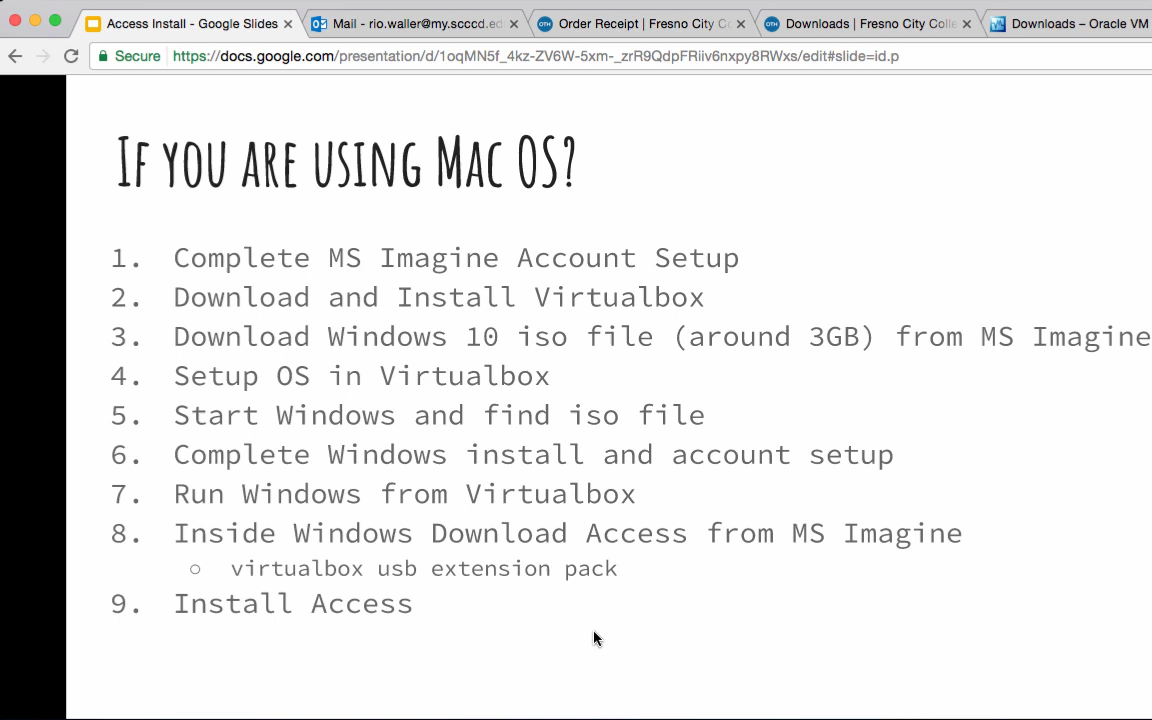 Access Install - Google Slides
Mail - rio.waller@my.scccd.ed
Order Receipt | Fresno City C
Downloads | Fresno City Coll
Downloads – Oracle VM
Secure https://docs.google.com/presentation/d/1oqMN5f_4kz-ZV6W-5xm-_zrR9QdpFRiiv6nxpy8RWxs/edit#slide=id.p
If you are using Mac OS?
1. Complete MS Imagine Account Setup
2. Download and Install Virtualbox
3. Download Windows 10 iso file (around 3GB) from MS Imagine
4. Setup OS in Virtualbox
5. Start Windows and find iso file
6. Complete Windows install and account setup
7. Run Windows from Virtualbox
8. Inside Windows Download Access from MS Imagine
○ virtualbox usb extension pack
9. Install Access